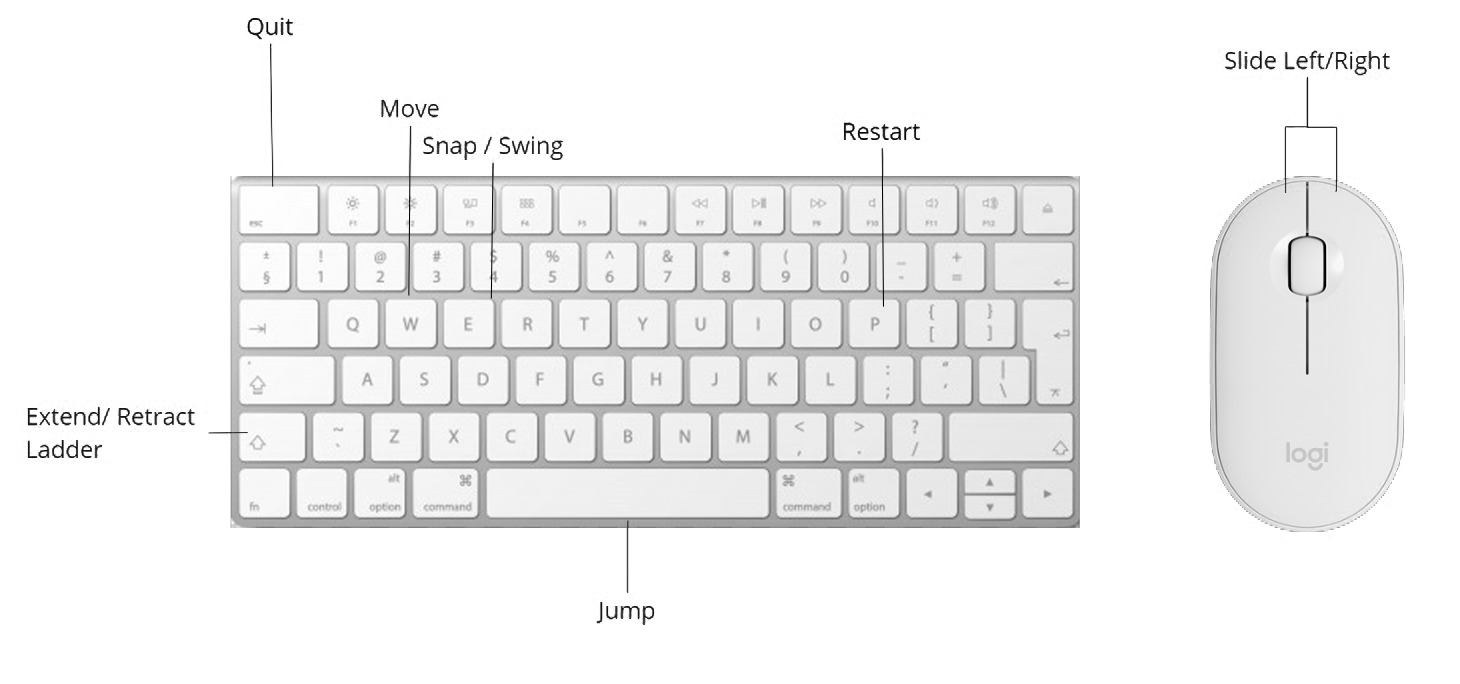 Quit
Slide Left/Right
Move
Restart
Snap / Swing
esc F1 F2 F3 F4 F5 F6 F7 F8 F9 F10 F11 F12
± ! @ # $ % ^ & * ( ) _ +
§ 1 2 3 4 5 6 7 8 9 0 - =
Q W E R T Y U I O P { [ } ]
A S D F G H J K L : ; " ' | \
Extend/ Retract
Ladder
~ ` Z X C V B N M < , > . ? /
logi
fn control alt option ⌘ command ⌘ command alt option
Jump